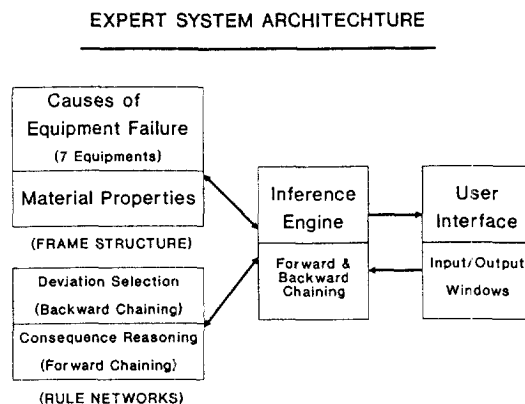 EXPERT SYSTEM ARCHITECHTURE
Causes of
Equipment Failure
(7 Equipments)
Material Properties
(FRAME STRUCTURE)
Deviation Selection
(Backward Chaining)
Consequence Reasoning
(Forward Chaining)
(RULE NETWORKS)
Inference
Engine
Forward &
Backward
Chaining
User
Interface
Input/Output
Windows